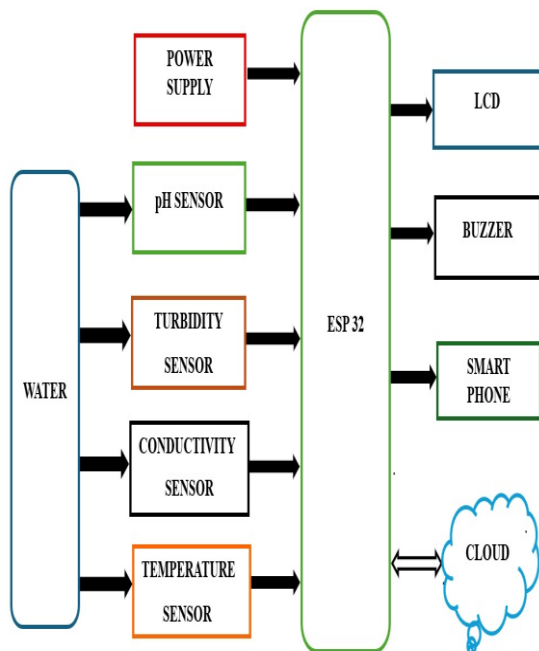 POWER
SUPPLY
LCD
pH SENSOR
BUZZER
TURBIDITY
SENSOR
ESP 32
SMART
PHONE
WATER
CONDUCTIVITY
SENSOR
CLOUD
TEMPERATURE
SENSOR